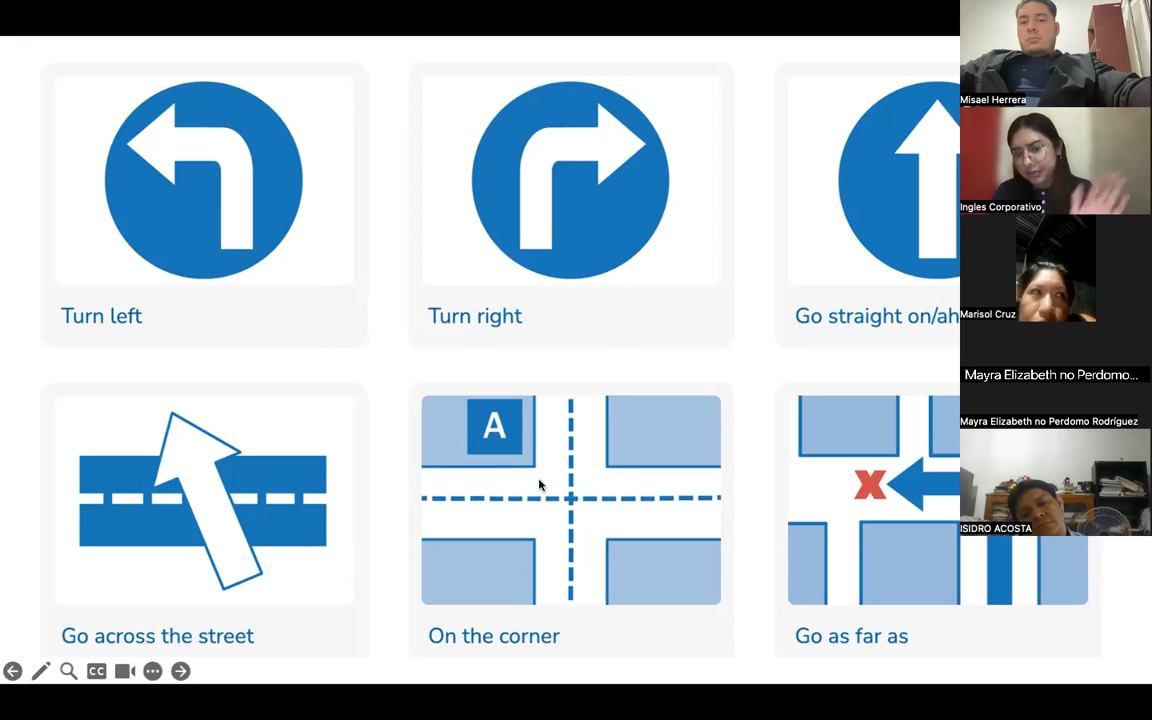 Turn left
Turn right
Go straight on/ah
Go across the street
A
On the corner
X
Go as far as
CC
Misael Herrera
Ingles Corporativo
Marisol Cruz
Mayra Elizabeth no Perdomo...
Mayra Elizabeth no Perdomo Rodríguez
ISIDRO ACOSTA